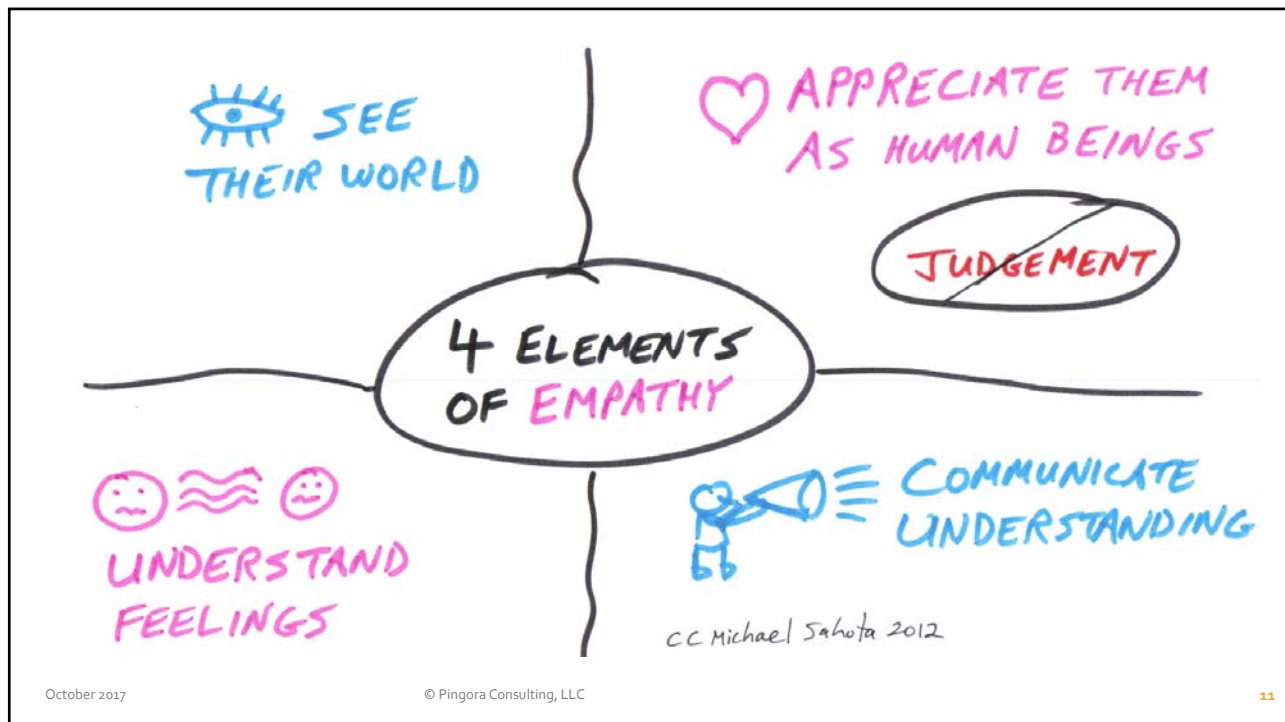 SEE
THEIR WORLD
APPRECIATE THEM
AS HUMAN BEINGS
JUDGEMENT
4 ELEMENTS
OF EMPATHY
UNDERSTAND
FEELINGS
COMMUNICATE
UNDERSTANDING
CC Michael Sahota 2012
October 2017
© Pingora Consulting, LLC
11